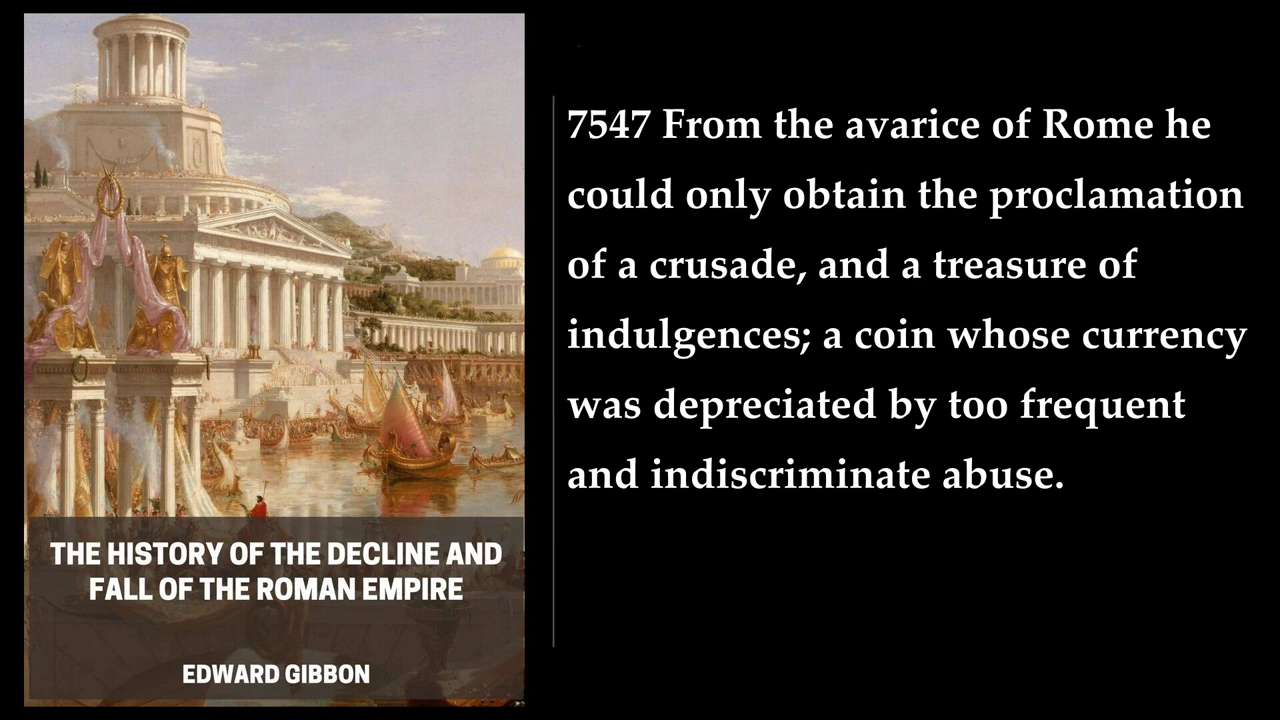 THE HISTORY OF THE DECLINE AND
FALL OF THE ROMAN EMPIRE
EDWARD GIBBON
7547 From the avarice of Rome he
could only obtain the proclamation
of a crusade, and a treasure of
indulgences; a coin whose currency
was depreciated by too frequent
and indiscriminate abuse.